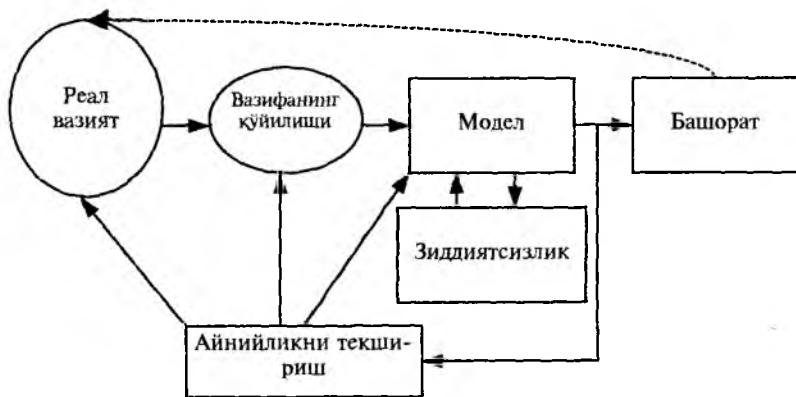 Реал
вазият
Вазифанинг
қўйилиши
Модел
Башорат
Зиддиятсизлик
Айнийликни текши-
риш